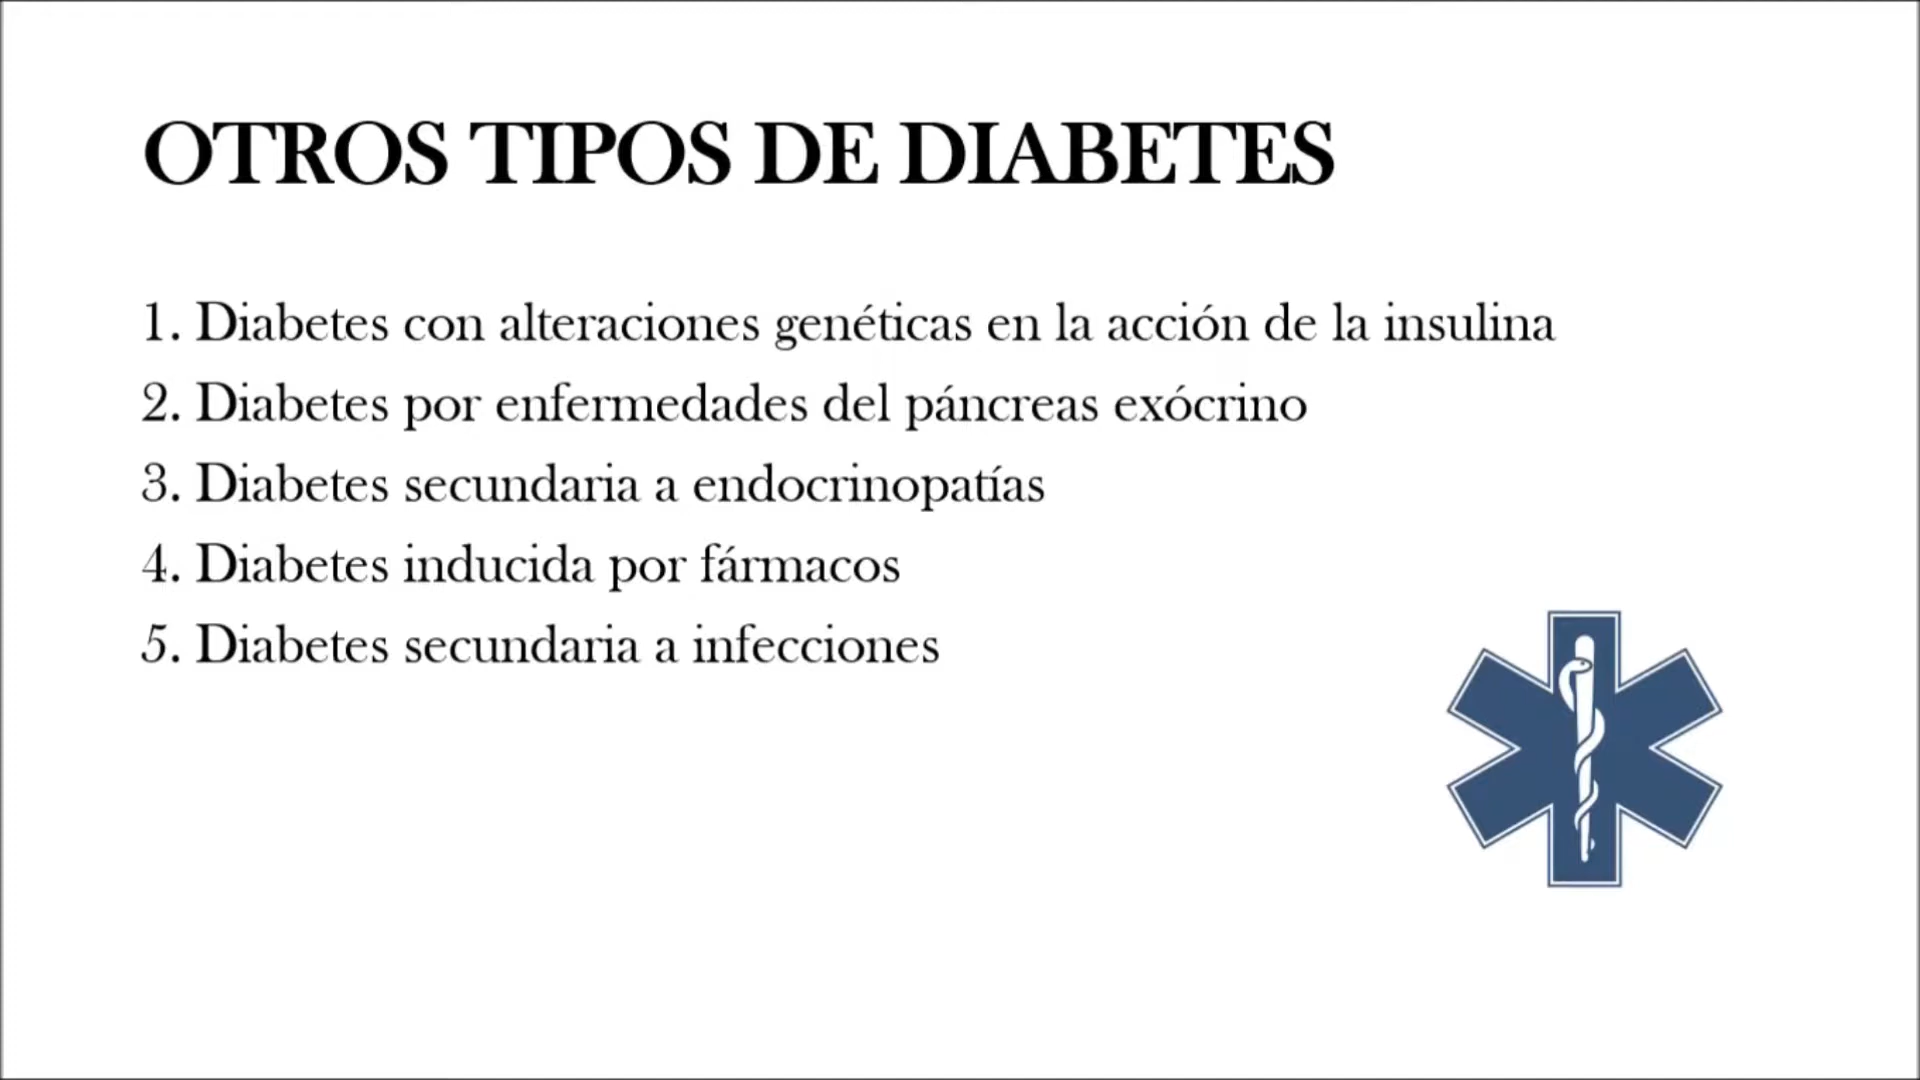 OTROS TIPOS DE DIABETES
1. Diabetes con alteraciones genéticas en la acción de la insulina
2. Diabetes por enfermedades del páncreas exócrino
3. Diabetes secundaria a endocrinopatías
4. Diabetes inducida por fármacos
5. Diabetes secundaria a infecciones